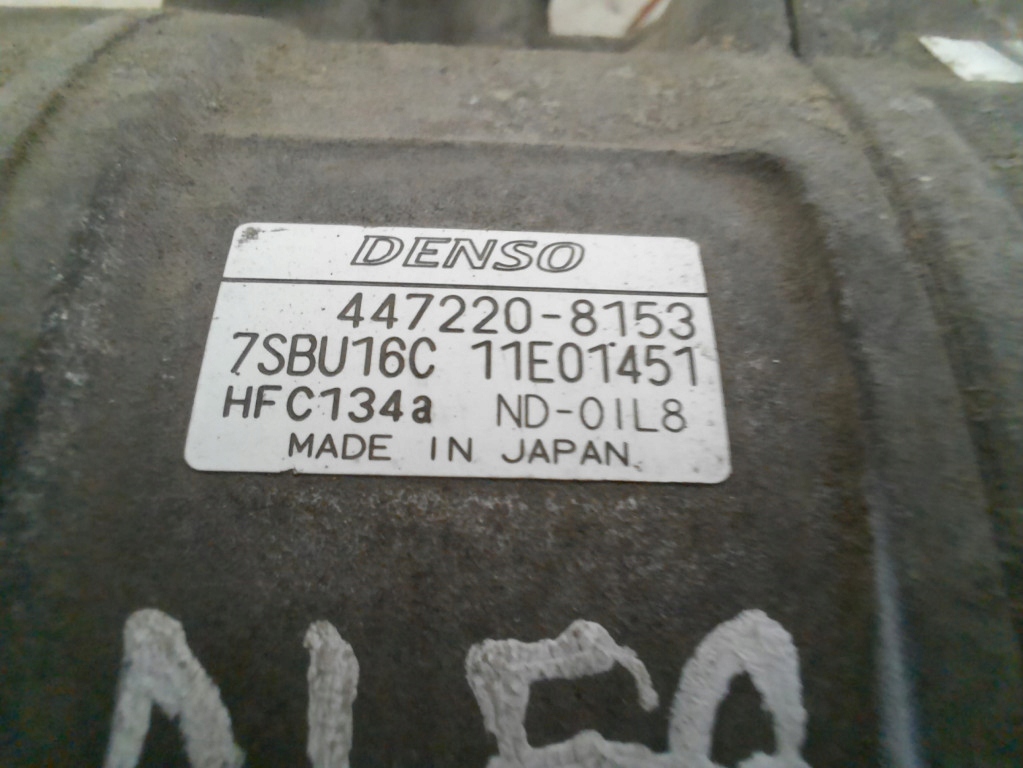 DENSO
447220-8153
7SBU16C 11E01451
HFC134a ND-OIL8
MADE IN JAPAN